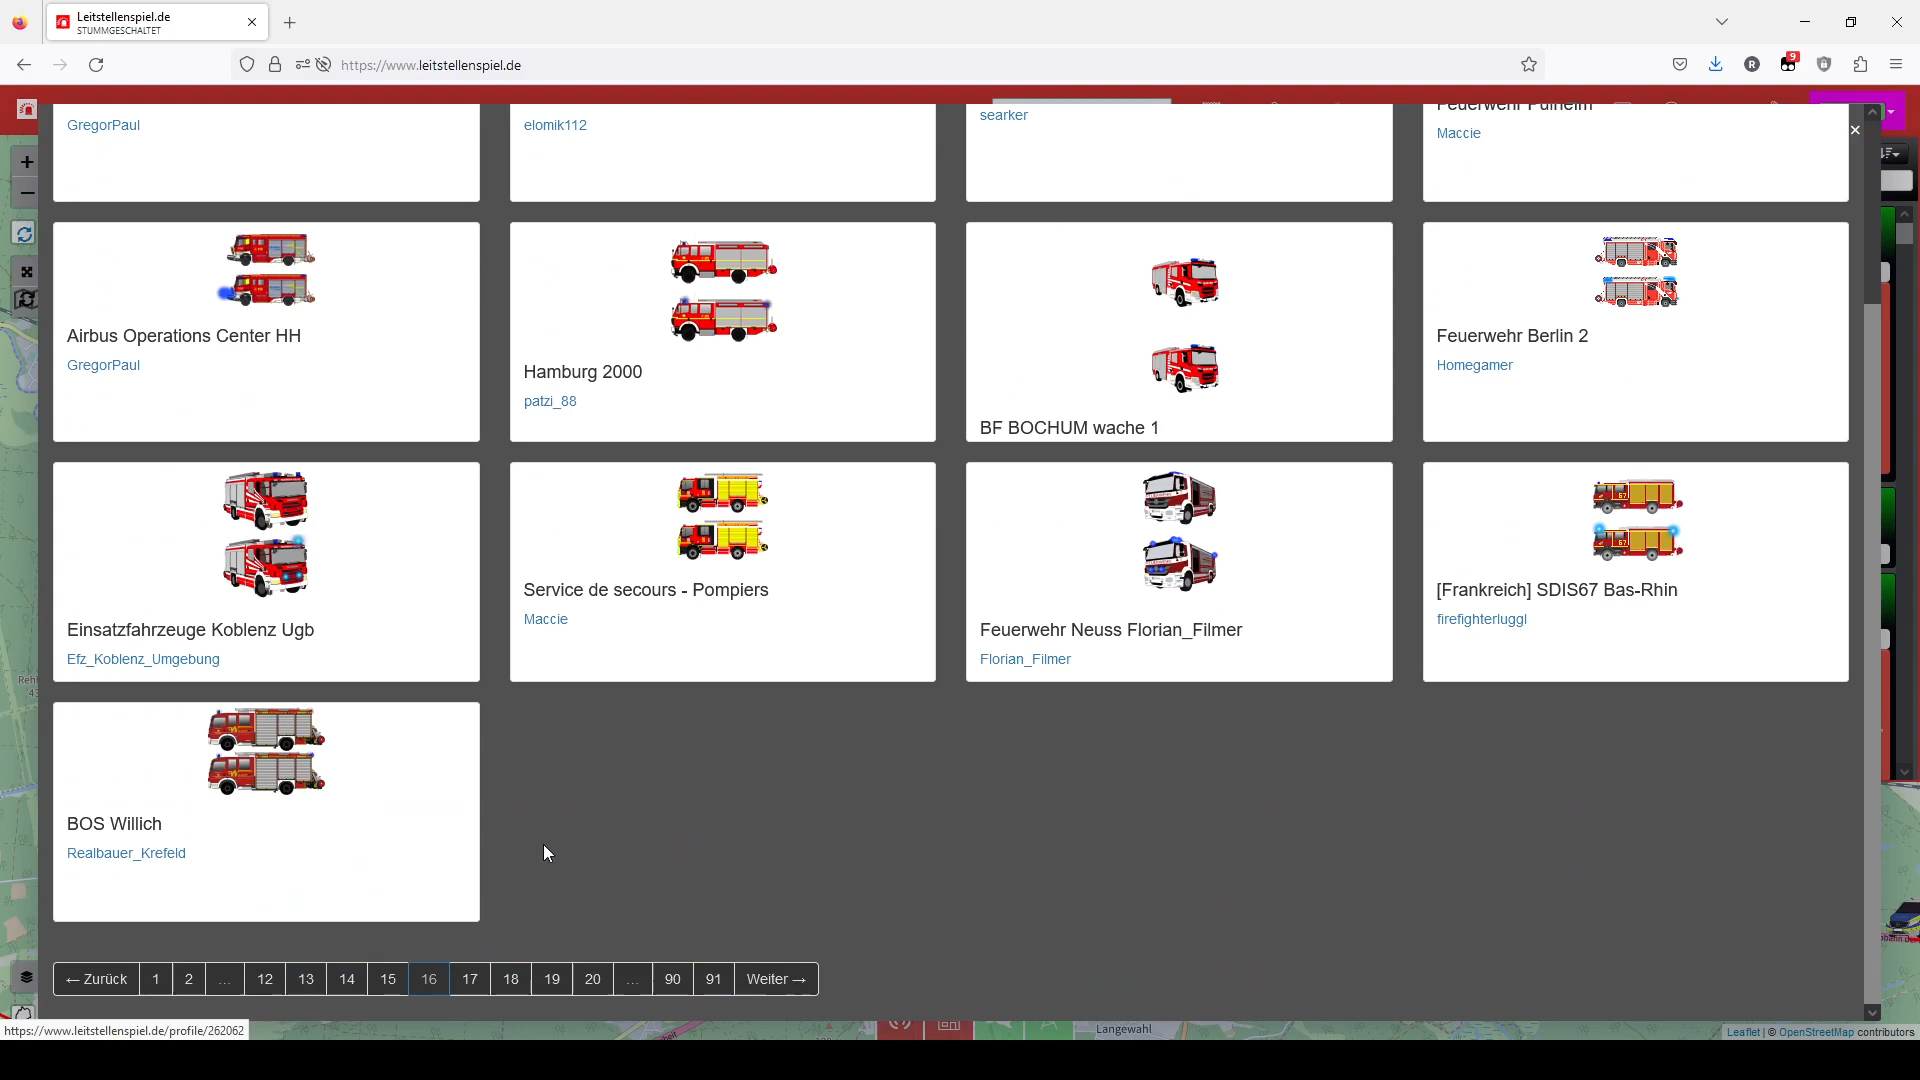 Leitstellenspiel.de
STUMMGESCHALTET
https://www.leitstellenspiel.de
9
R
GregorPaul
elomik112
searker
Feuerwehr Pulheim
Maccie
Airbus Operations Center HH
GregorPaul
Hamburg 2000
patzi_88
BF BOCHUM wache 1
Feuerwehr Berlin 2
Homegamer
Einsatzfahrzeuge Koblenz Ugb
Efz_Koblenz_Umgebung
Service de secours - Pompiers
Maccie
Feuerwehr Neuss Florian_Filmer
Florian_Filmer
[Frankreich] SDIS67 Bas-Rhin
firefighterluggl
BOS Willich
Realbauer_Krefeld
← Zurück 1 2 … 12 13 14 15 16 17 18 19 20 … 90 91 Weiter →
https://www.leitstellenspiel.de/profile/262062
Langewahl
Leaflet | © OpenStreetMap contributors